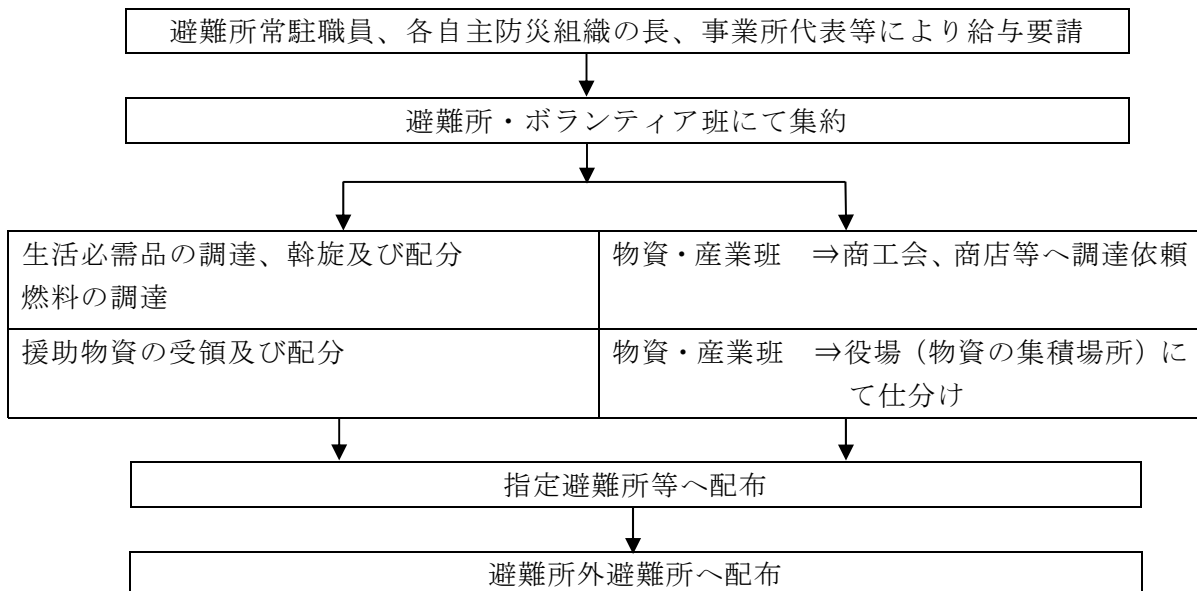 避難所常駐職員、各自主防災組織の長、事業所代表等により給与要請
避難所・ボランティア班にて集約
生活必需品の調達、斡旋及び配分
燃料の調達
物資・産業班　⇒商工会、商店等へ調達依頼
援助物資の受領及び配分
物資・産業班　⇒役場（物資の集積場所）に
て仕分け
指定避難所等へ配布
避難所外避難所へ配布